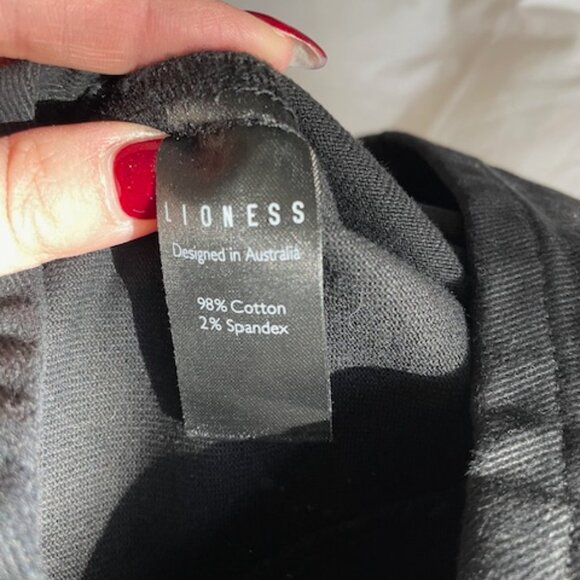 LIONESS
Designed in Australia
98% Cotton
2% Spandex